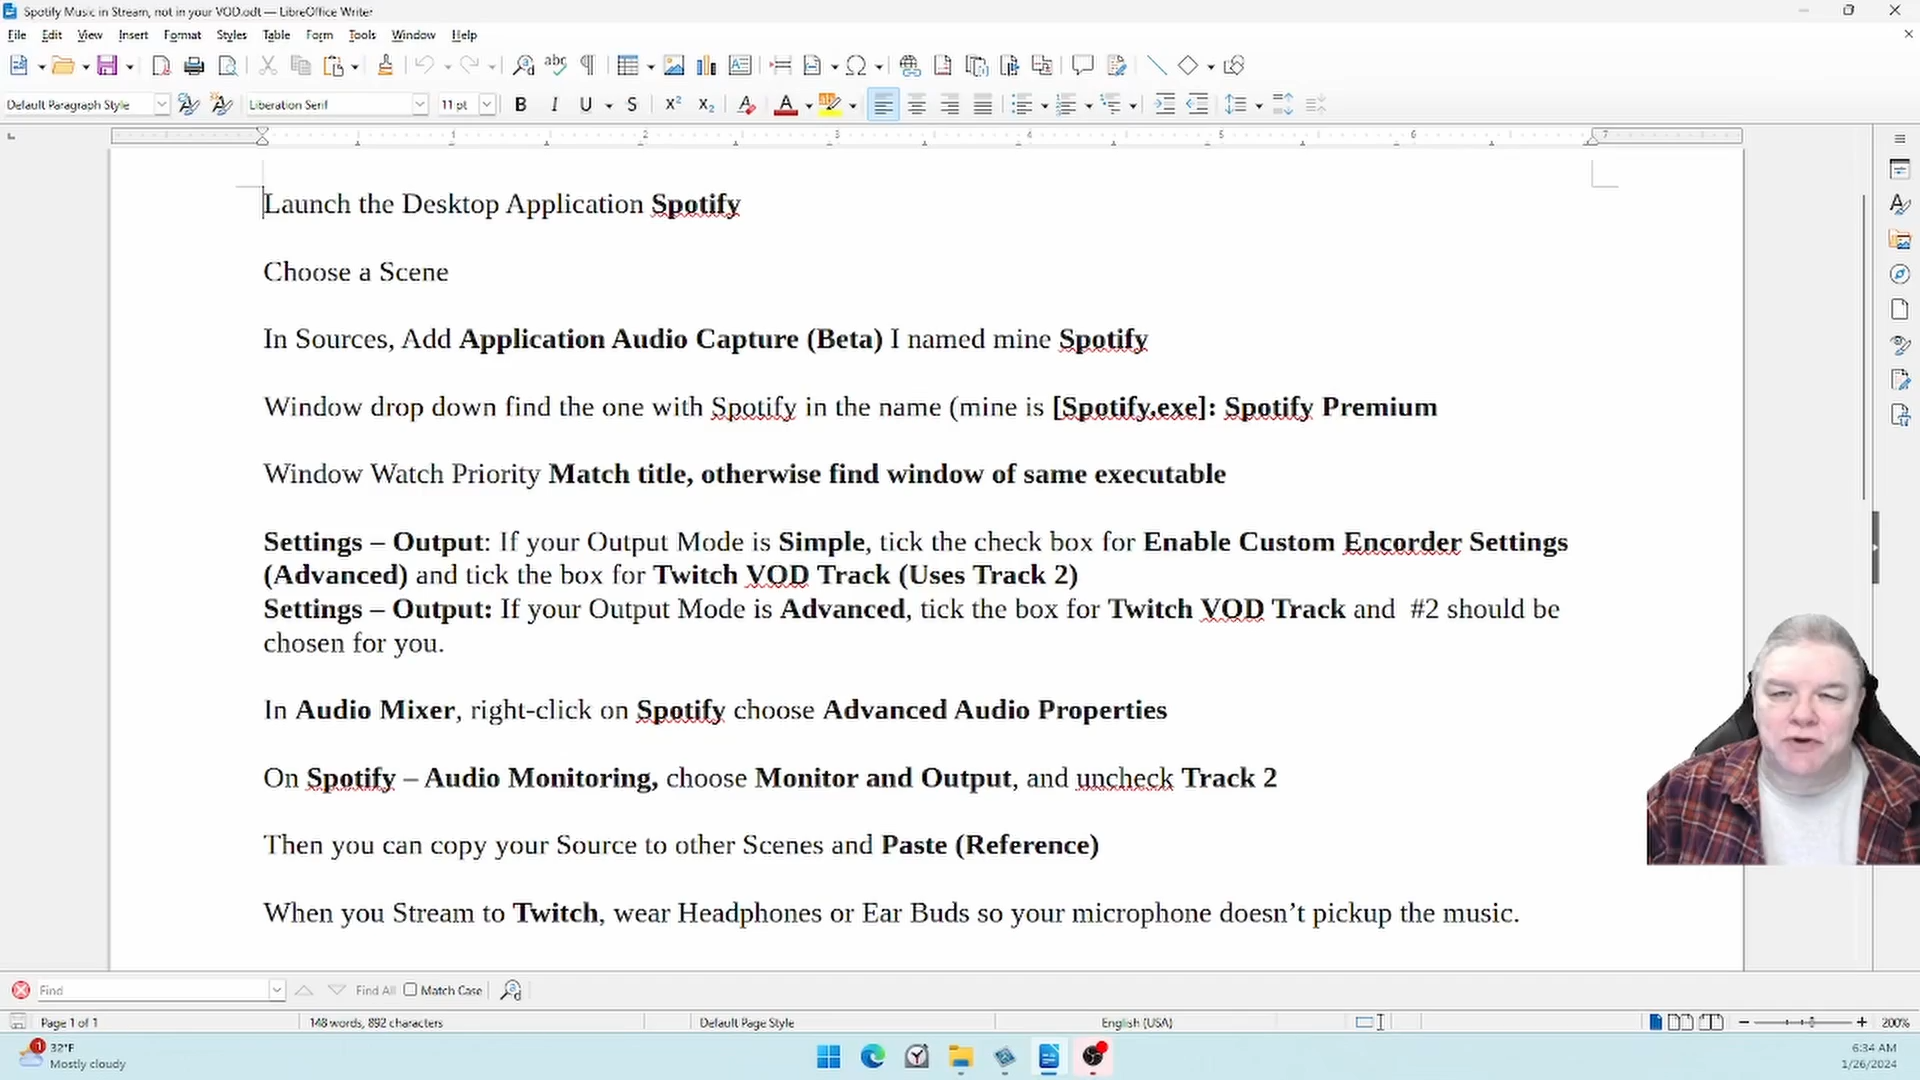 Spotify Music in Stream, not in your VOD.odt — LibreOffice Writer
File Edit View Insert Format Styles Table Form Tools Window Help
Default Paragraph Style Liberation Serif 11 pt
1 2 3 4 5 6 7
Launch the Desktop Application Spotify
Choose a Scene
In Sources, Add Application Audio Capture (Beta) I named mine Spotify
Window drop down find the one with Spotify in the name (mine is [Spotify.exe]: Spotify Premium
Window Watch Priority Match title, otherwise find window of same executable
Settings – Output: If your Output Mode is Simple, tick the check box for Enable Custom Encorder Settings
(Advanced) and tick the box for Twitch VOD Track (Uses Track 2)
Settings – Output: If your Output Mode is Advanced, tick the box for Twitch VOD Track and  #2 should be
chosen for you.
In Audio Mixer, right-click on Spotify choose Advanced Audio Properties
On Spotify – Audio Monitoring, choose Monitor and Output, and uncheck Track 2
Then you can copy your Source to other Scenes and Paste (Reference)
When you Stream to Twitch, wear Headphones or Ear Buds so your microphone doesn’t pickup the music.
Find Find All Match Case
Page 1 of 1 148 words, 892 characters Default Page Style English (USA) 200%
1 32°F 6:34 AM
Mostly cloudy 1/26/2024